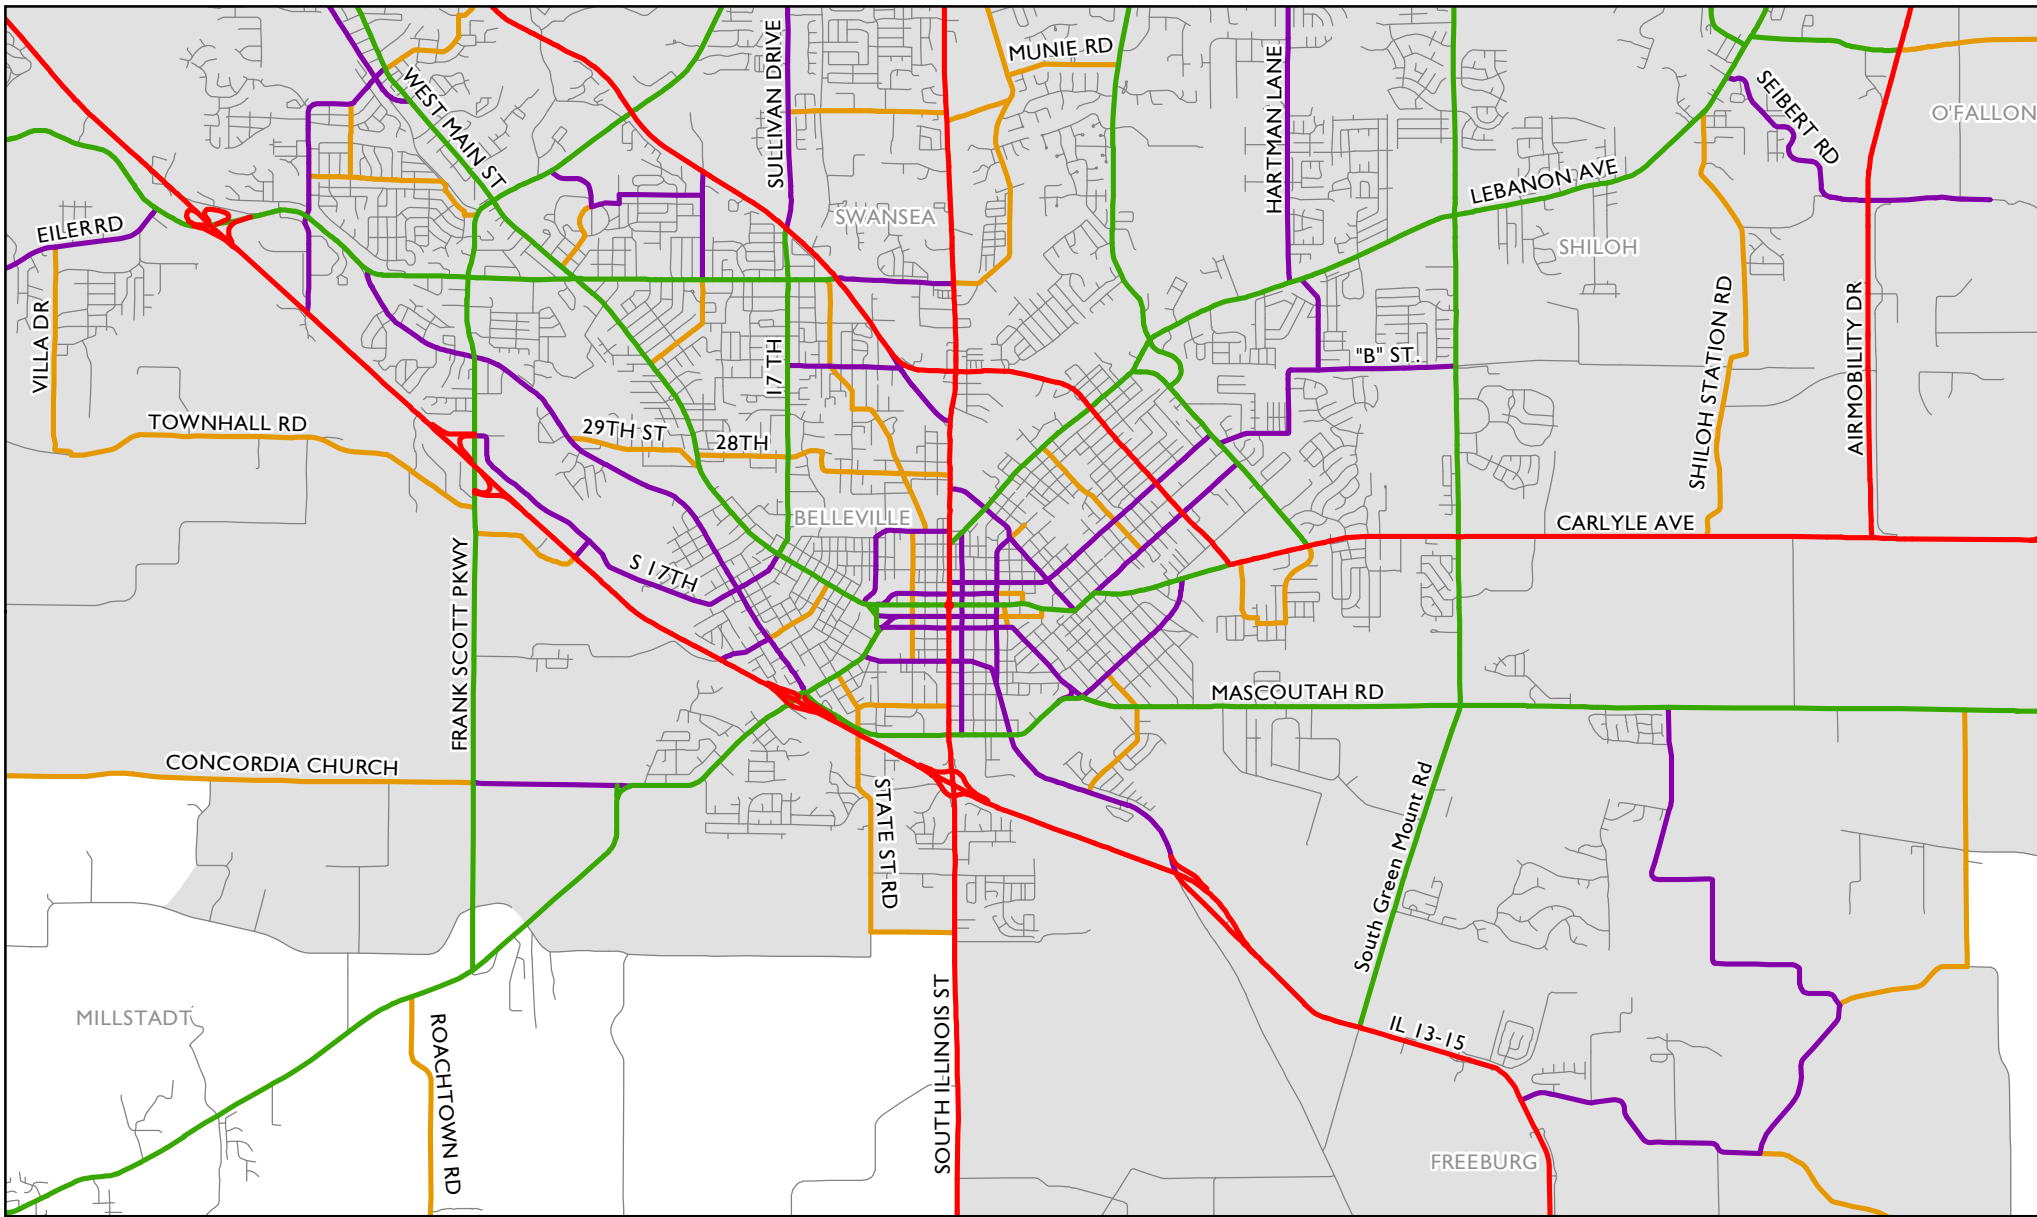 MUNIE RD
WEST MAIN ST
SULLIVAN DRIVE
HARTMAN LANE
SEIBERT RD
O'FALLON
LEBANON AVE
EILERRD
SWANSEA
SHILOH
VILLA DR
17 TH
"B" ST.
SHILOH STATION RD
AIRMOBILITY DR
TOWNHALL RD
29TH ST
28TH
BELLEVILLE
CARLYLE AVE
S 17TH
FRANK SCOTT PKWY
MASCOUTAH RD
CONCORDIA CHURCH
STATE ST RD
South Green Mount Rd
MILLSTADT
ROACHTOWN RD
SOUTH ILLINOIS ST
IL 13-15
FREEBURG